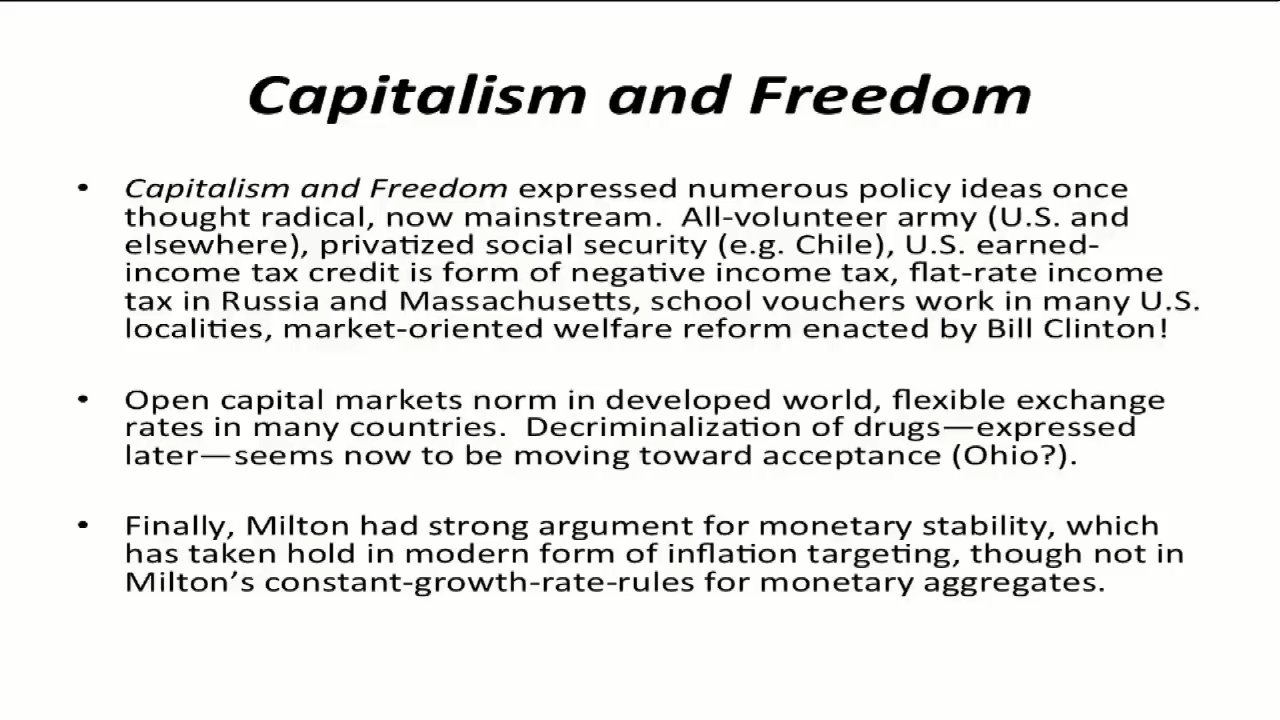 Capitalism and Freedom
• Capitalism and Freedom expressed numerous policy ideas once
thought radical, now mainstream.  All-volunteer army (U.S. and
elsewhere), privatized social security (e.g. Chile), U.S. earned-
income tax credit is form of negative income tax, flat-rate income
tax in Russia and Massachusetts, school vouchers work in many U.S.
localities, market-oriented welfare reform enacted by Bill Clinton!
• Open capital markets norm in developed world, flexible exchange
rates in many countries.  Decriminalization of drugs—expressed
later—seems now to be moving toward acceptance (Ohio?).
• Finally, Milton had strong argument for monetary stability, which
has taken hold in modern form of inflation targeting, though not in
Milton’s constant-growth-rate-rules for monetary aggregates.